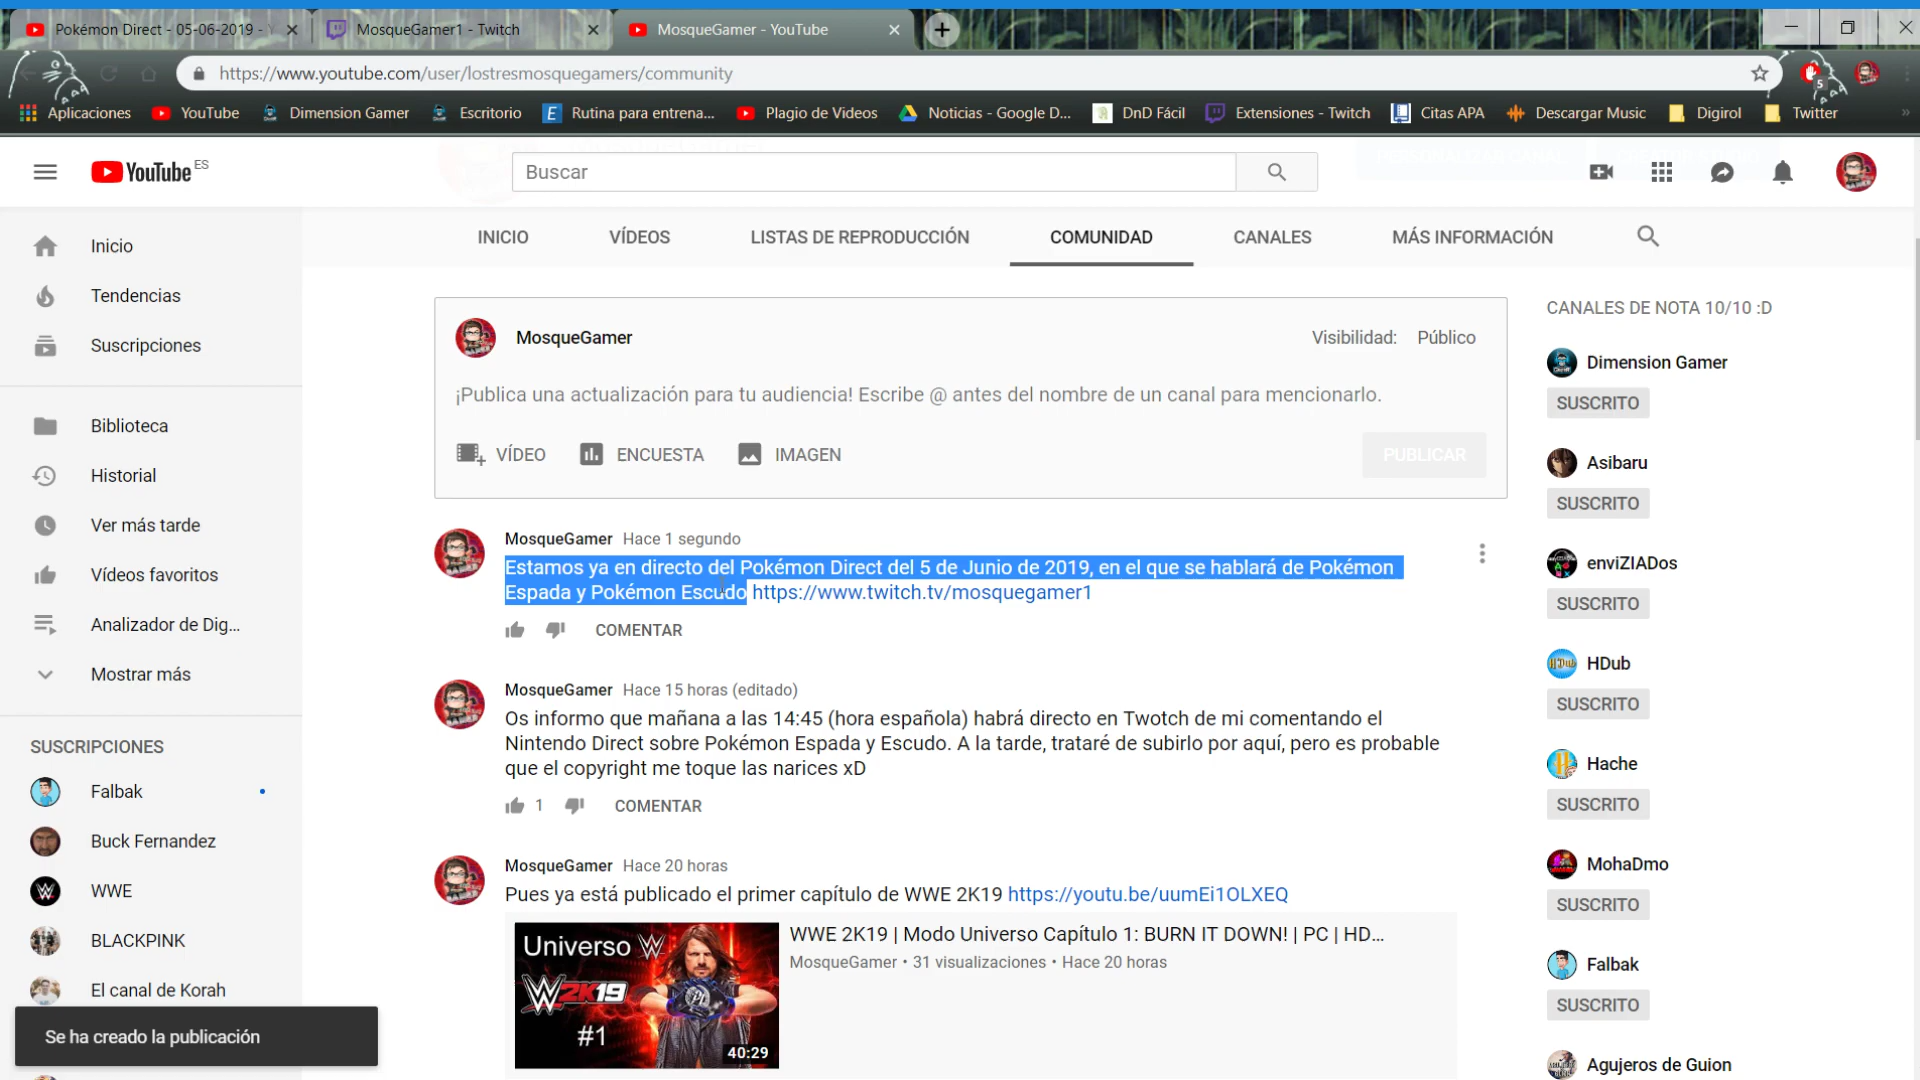 Pokémon Direct - 05-06-2019 -
MosqueGamer1 - Twitch
MosqueGamer - YouTube
https://www.youtube.com/user/lostresmosquegamers/community
5
Aplicaciones
YouTube
Dimension Gamer
Escritorio
Rutina para entrena...
Plagio de Videos
Noticias - Google D...
DnD Fácil
Extensiones - Twitch
Citas APA
Descargar Music
Digirol
Twitter
»
YouTube ES
Buscar
Inicio
Tendencias
Suscripciones
Biblioteca
Historial
Ver más tarde
Vídeos favoritos
Analizador de Dig...
Mostrar más
SUSCRIPCIONES
Falbak
Buck Fernandez
WWE
BLACKPINK
El canal de Korah
Se ha creado la publicación
INICIO
VÍDEOS
LISTAS DE REPRODUCCIÓN
COMUNIDAD
CANALES
MÁS INFORMACIÓN
MosqueGamer
Visibilidad: Público
¡Publica una actualización para tu audiencia! Escribe @ antes del nombre de un canal para mencionarlo.
VÍDEO
ENCUESTA
IMAGEN
PUBLICAR
MosqueGamer Hace 1 segundo
Estamos ya en directo del Pokémon Direct del 5 de Junio de 2019, en el que se hablará de Pokémon
Espada y Pokémon Escudo https://www.twitch.tv/mosquegamer1
COMENTAR
MosqueGamer Hace 15 horas (editado)
Os informo que mañana a las 14:45 (hora española) habrá directo en Twotch de mi comentando el
Nintendo Direct sobre Pokémon Espada y Escudo. A la tarde, trataré de subirlo por aquí, pero es probable
que el copyright me toque las narices xD
1
COMENTAR
MosqueGamer Hace 20 horas
Pues ya está publicado el primer capítulo de WWE 2K19 https://youtu.be/uumEi1OLXEQ
Universo W
W2K19
#1
40:29
WWE 2K19 | Modo Universo Capítulo 1: BURN IT DOWN! | PC | HD...
MosqueGamer • 31 visualizaciones • Hace 20 horas
CANALES DE NOTA 10/10 :D
Dimension Gamer
SUSCRITO
Asibaru
SUSCRITO
enviZIADos
SUSCRITO
HDub
SUSCRITO
Hache
SUSCRITO
MohaDmo
SUSCRITO
Falbak
SUSCRITO
Agujeros de Guion